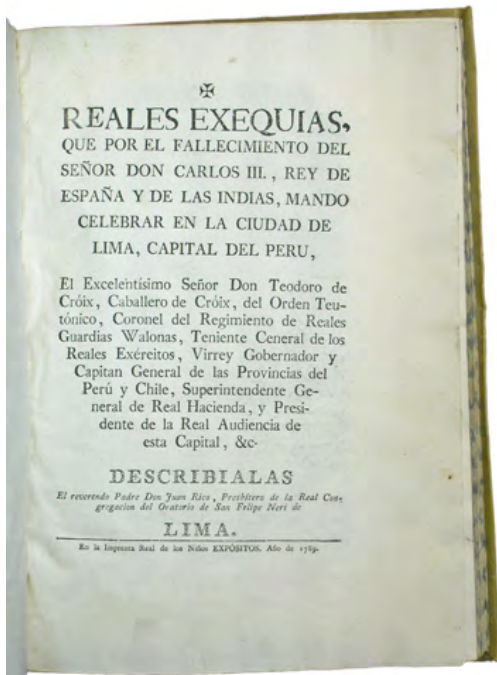 ✠
REALES EXEQUIAS,
QUE POR EL FALLECIMIENTO DEL
SEÑOR DON CARLOS III., REY DE
ESPAÑA Y DE LAS INDIAS, MANDO
CELEBRAR EN LA CIUDAD DE
LIMA, CAPITAL DEL PERU,
El Excelentísimo Señor Don Teodoro de
Cróix, Caballero de Cróix, del Orden Teu-
tónico, Coronel del Regimiento de Reales
Guardias Walonas, Teniente Ceneral de los
Reales Exércitos, Virrey Gobernador y
Capitan General de las Provincias del
Perú y Chile, Superintendente Ge-
neral de Real Hacienda, y Presi-
dente de la Real Audiencia de
esta Capital, &c.
DESCRIBIALAS
El reverendo Padre Don Juan Rico, Presbítero de la Real Con-
gregacion del Oratorio de San Felipe Neri de
LIMA.
En la Imprenta Real de los Niños EXPÓSITOS. Año de 1789.